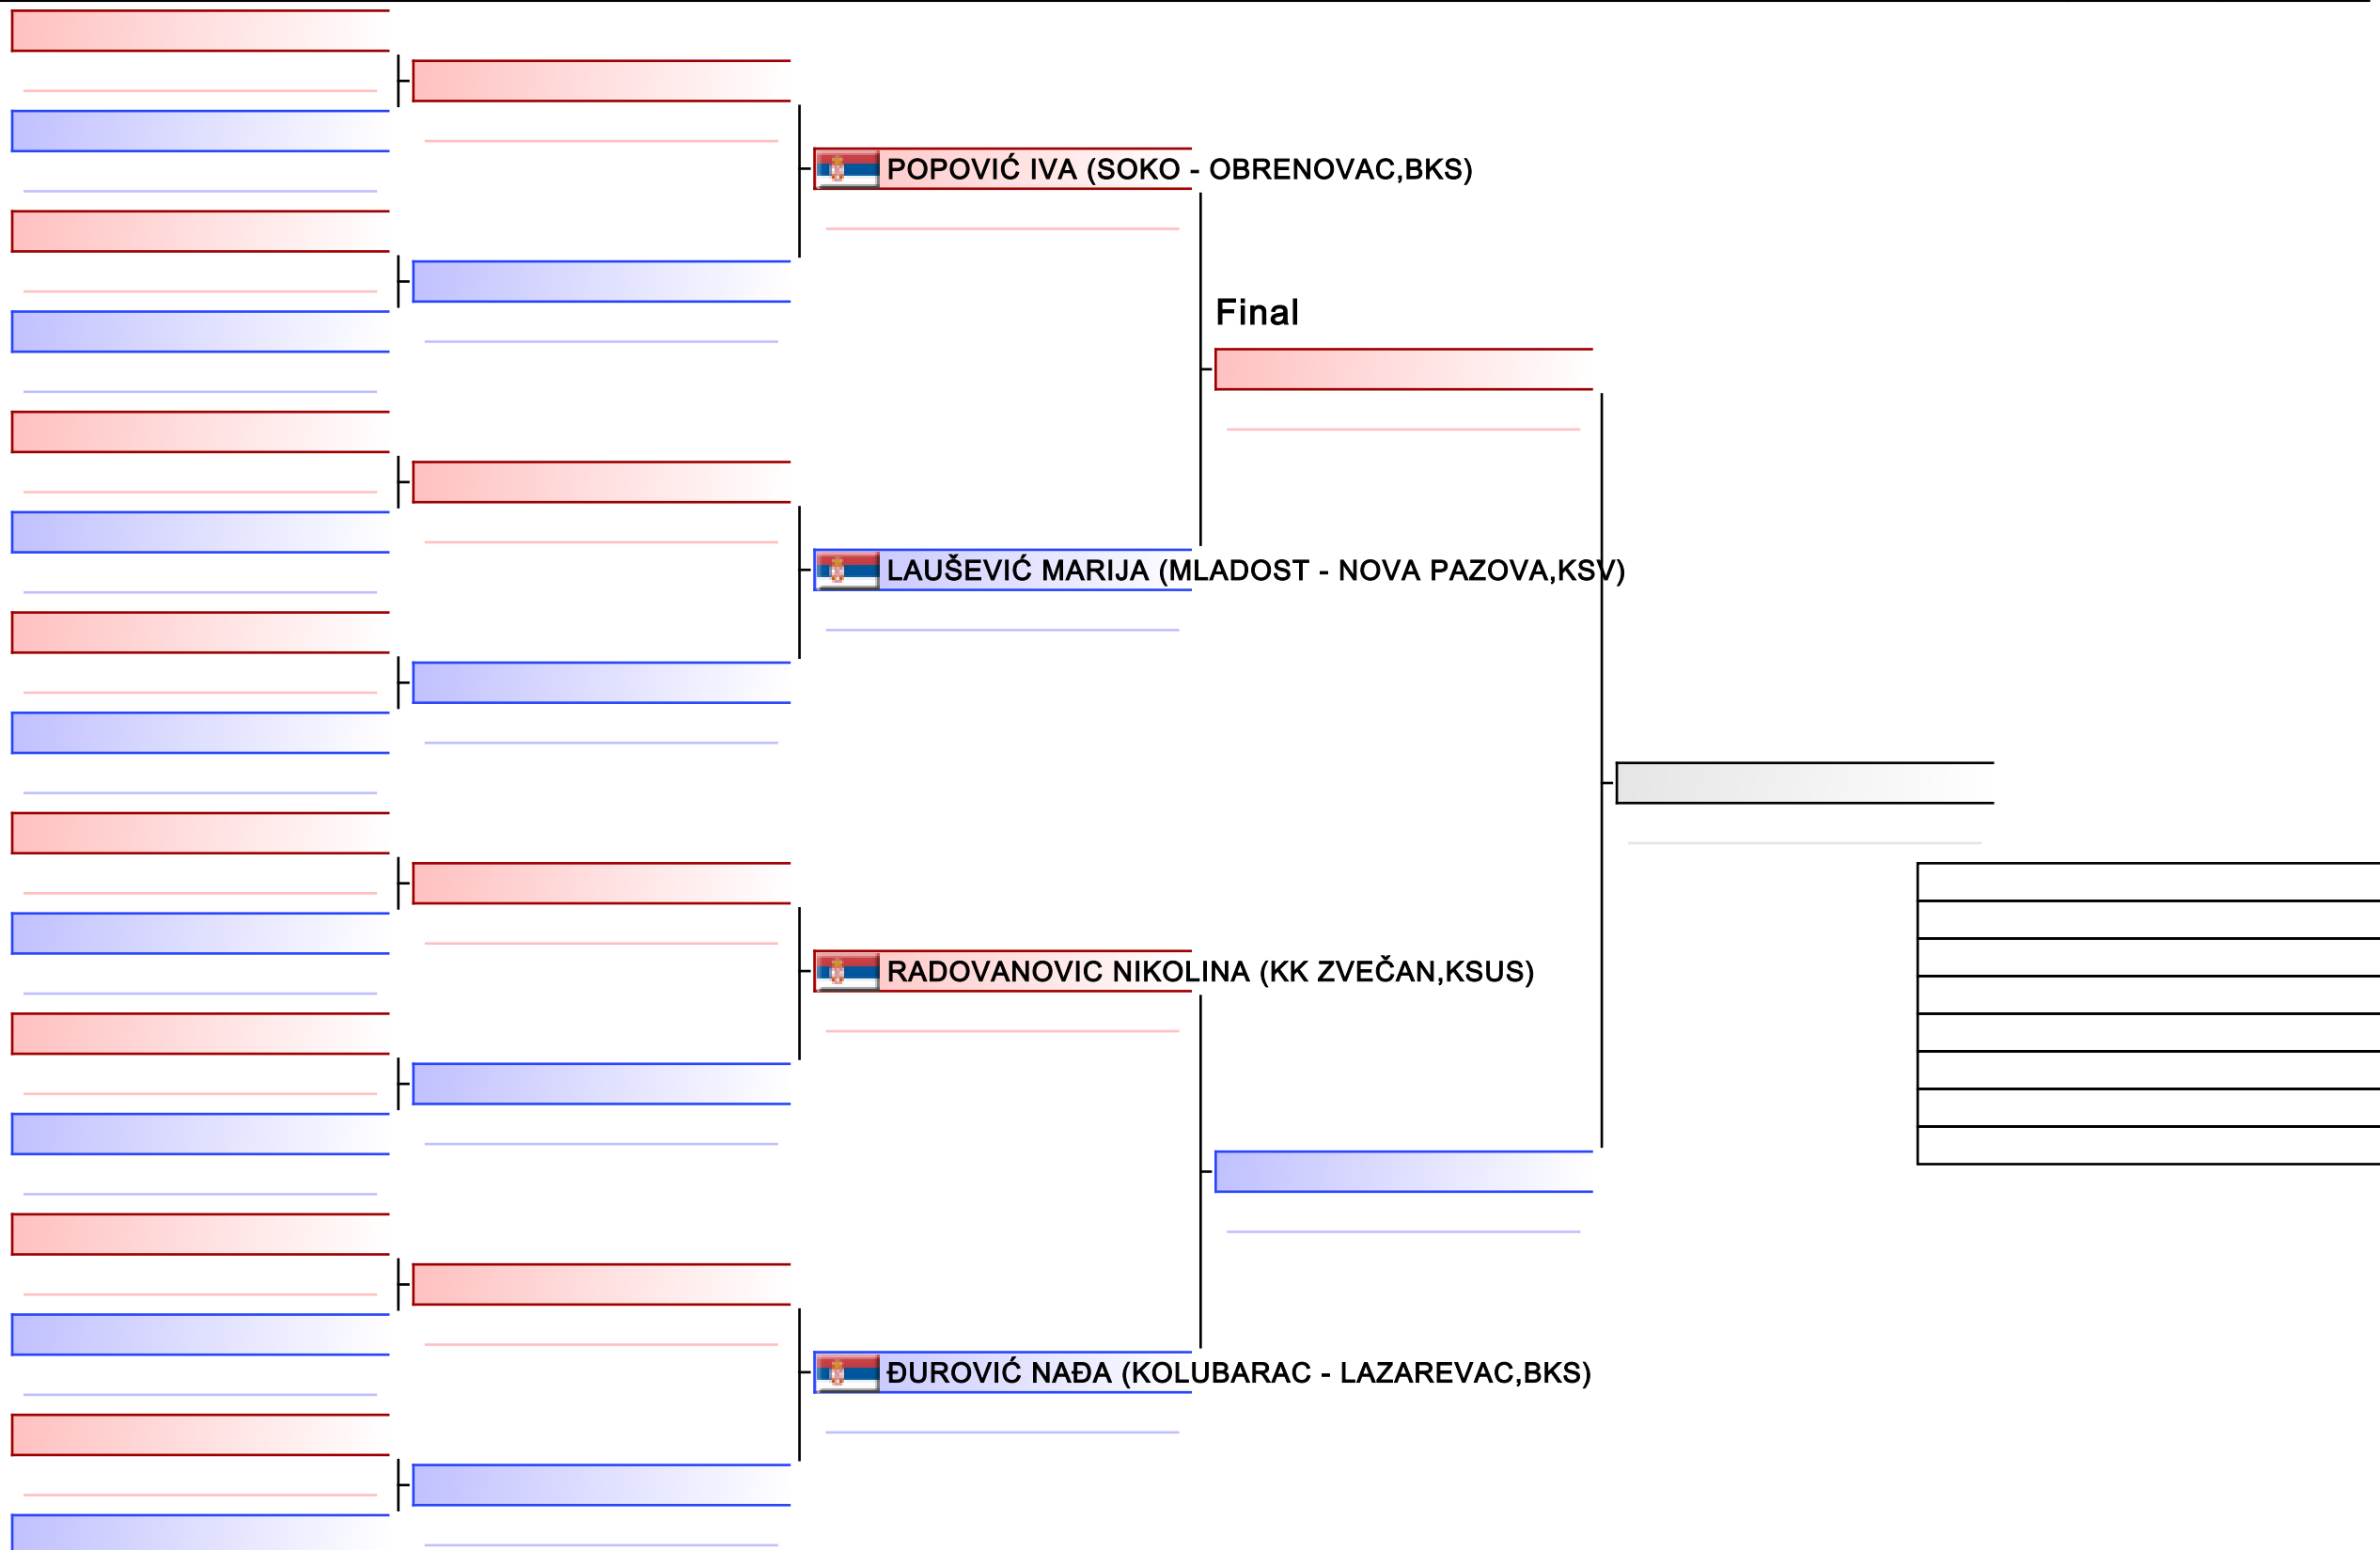 POPOVIĆ IVA (SOKO - OBRENOVAC,BKS)
Final
LAUŠEVIĆ MARIJA (MLADOST - NOVA PAZOVA,KSV)
RADOVANOVIC NIKOLINA (KK ZVEČAN,KSUS)
ĐUROVIĆ NAĐA (KOLUBARAC - LAZAREVAC,BKS)